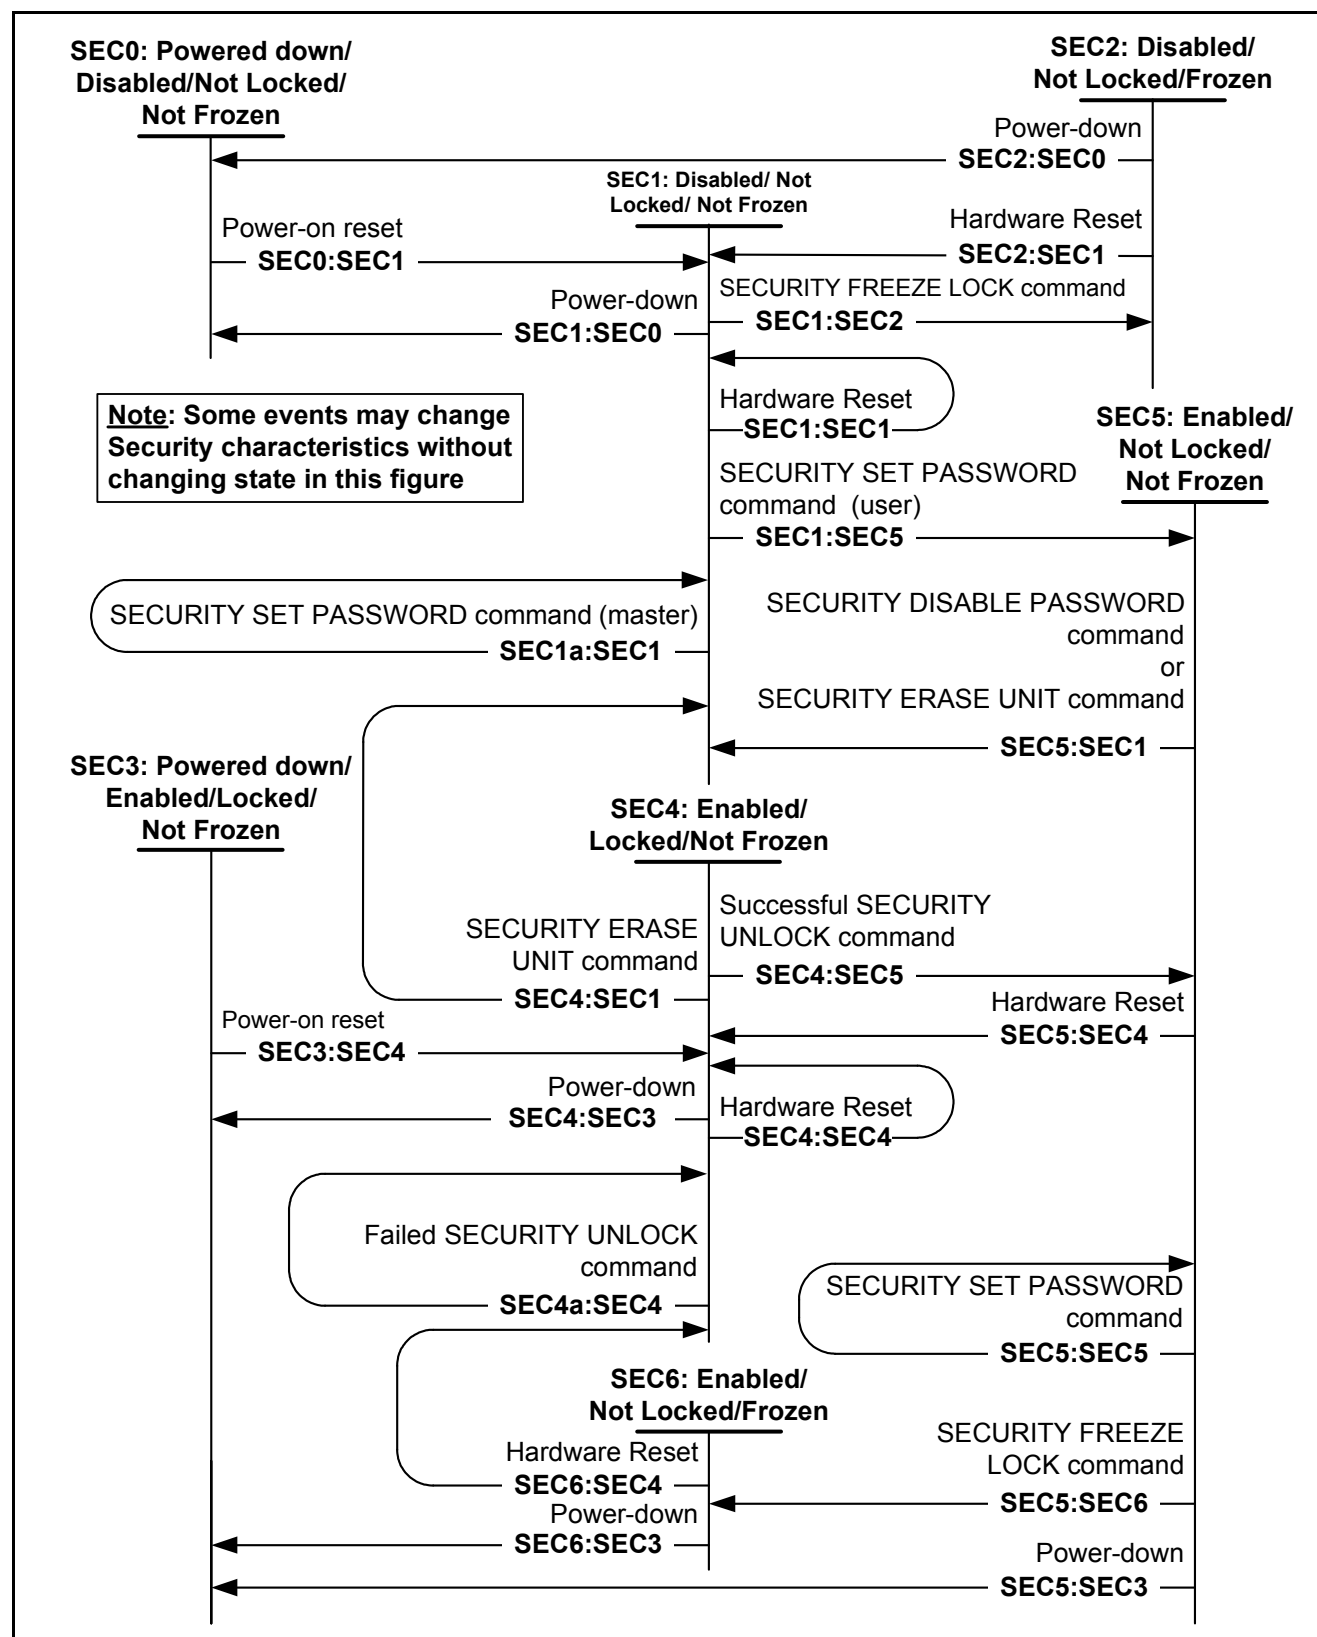 SEC0: Powered down/
Disabled/Not Locked/
Not Frozen
SEC2: Disabled/
Not Locked/Frozen
Power-down
SEC2:SEC0
SEC1: Disabled/ Not
Locked/ Not Frozen
Hardware Reset
SEC2:SEC1
Power-on reset
SEC0:SEC1
Power-down
SEC1:SEC0
SECURITY FREEZE LOCK command
SEC1:SEC2
Hardware Reset
SEC1:SEC1
Note: Some events may change
Security characteristics without
changing state in this figure
SEC5: Enabled/
Not Locked/
Not Frozen
SECURITY SET PASSWORD
command (user)
SEC1:SEC5
SECURITY SET PASSWORD command (master)
SEC1a:SEC1
SECURITY DISABLE PASSWORD
command
or
SECURITY ERASE UNIT command
SEC5:SEC1
SEC3: Powered down/
Enabled/Locked/
Not Frozen
SEC4: Enabled/
Locked/Not Frozen
SECURITY ERASE
UNIT command
SEC4:SEC1
Successful SECURITY
UNLOCK command
SEC4:SEC5
Hardware Reset
SEC5:SEC4
Power-on reset
SEC3:SEC4
Power-down
SEC4:SEC3
Hardware Reset
SEC4:SEC4
Failed SECURITY UNLOCK
command
SEC4a:SEC4
SECURITY SET PASSWORD
command
SEC5:SEC5
SEC6: Enabled/
Not Locked/Frozen
Hardware Reset
SEC6:SEC4
SECURITY FREEZE
LOCK command
SEC5:SEC6
Power-down
SEC6:SEC3
Power-down
SEC5:SEC3